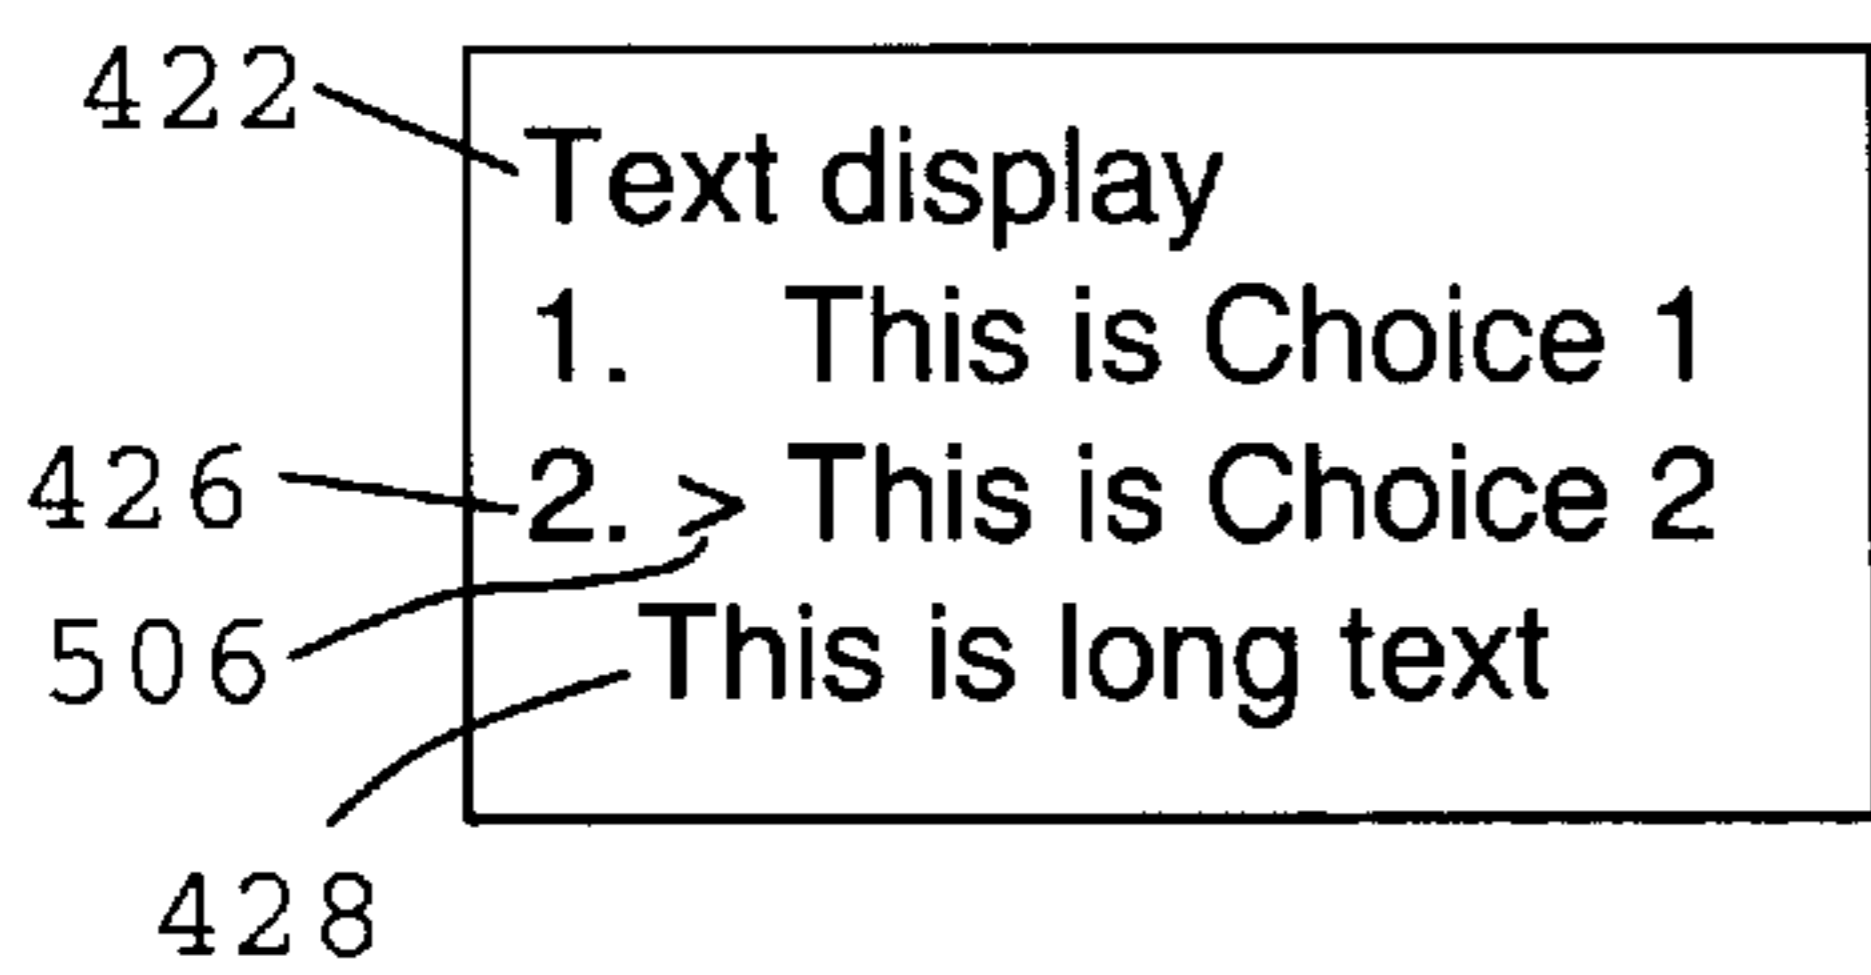 422 Text display
1. This is Choice 1
426 2. > This is Choice 2
506 This is long text
428